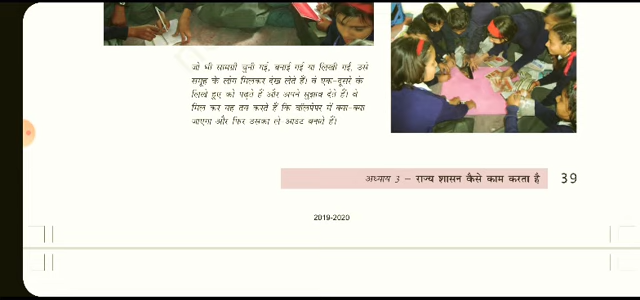 जो भी सामग्री चुनी गई, बनाई गई या लिखी गई, उसे
समूह के लोग मिलकर देख लेते हैं। वे एक-दूसरे के
लिखे हुए को पढ़ते हैं और अपने सुझाव देते हैं। वे
मिल कर यह तय करते हैं कि वॉलपेपर में क्या-क्या
जाएगा और फिर उसका ले आउट बनाते हैं।
अध्याय 3 – राज्य शासन कैसे काम करता है 39
2019-2020